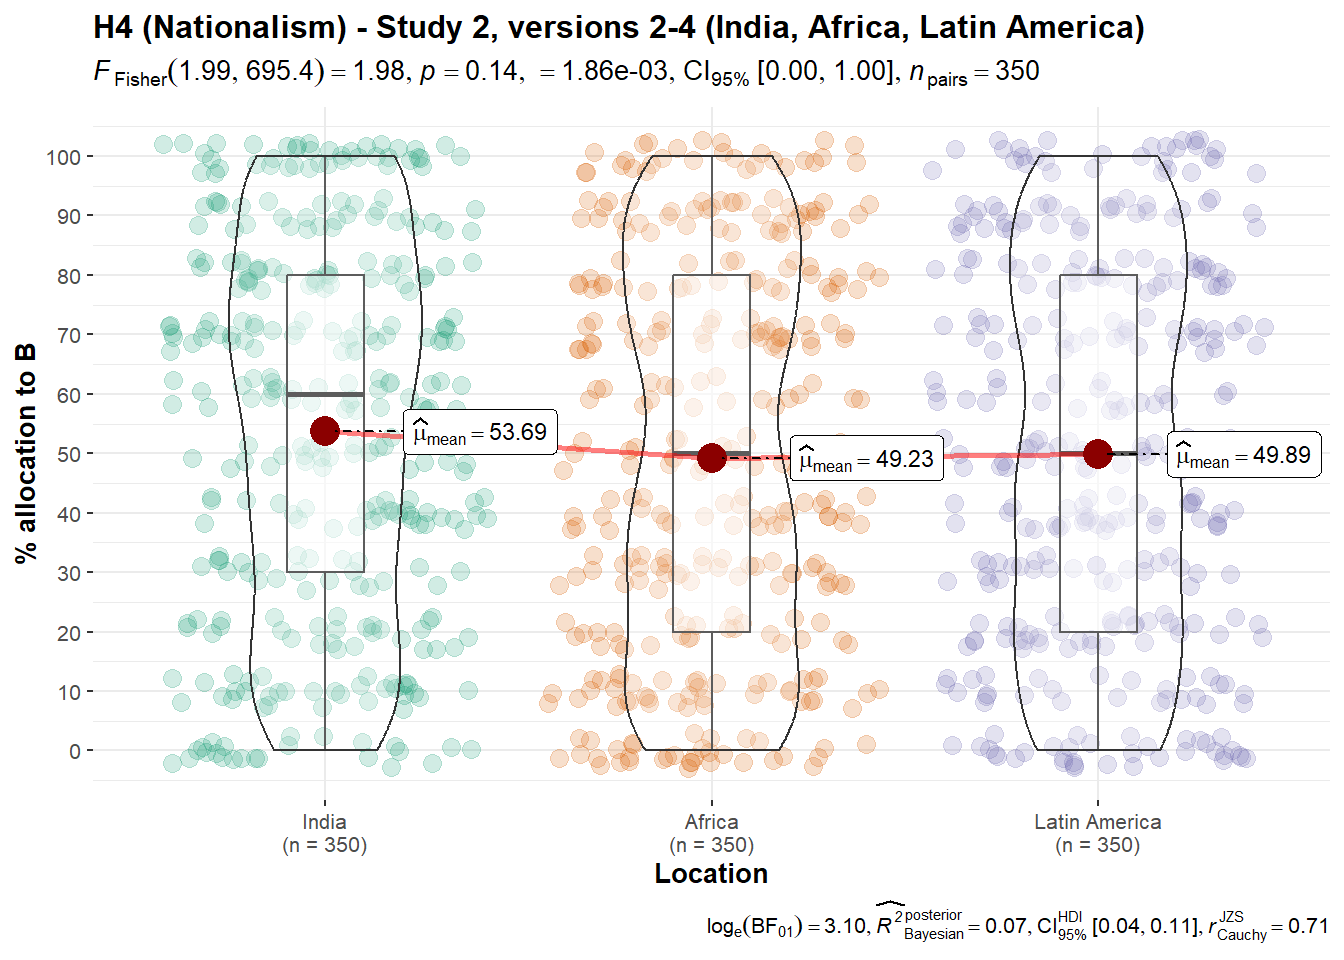 H4 (Nationalism) - Study 2, versions 2-4 (India, Africa, Latin America)
F Fisher(1.99, 695.4) = 1.98, p = 0.14, = 1.86e-03, CI95% [0.00, 1.00], npairs = 350
% allocation to B
100
90
80
70
60
50
40
30
20
10
0
μ̂mean = 53.69
μ̂mean = 49.23
μ̂mean = 49.89
India
(n = 350)
Africa
(n = 350)
Latin America
(n = 350)
Location
loge(BF01) = 3.10, R̂² posterior Bayesian = 0.07, CI HDI 95% [0.04, 0.11], r JZS Cauchy = 0.71